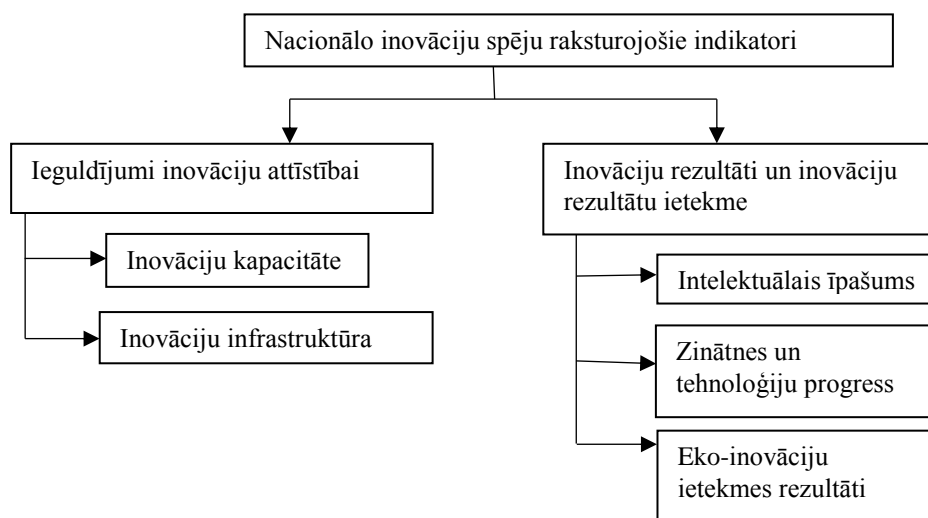 Nacionālo inovāciju spēju raksturojošie indikatori
Ieguldījumi inovāciju attīstībai
Inovāciju kapacitāte
Inovāciju infrastruktūra
Inovāciju rezultāti un inovāciju
rezultātu ietekme
Intelektuālais īpašums
Zinātnes un
tehnoloģiju progress
Eko-inovāciju
ietekmes rezultāti